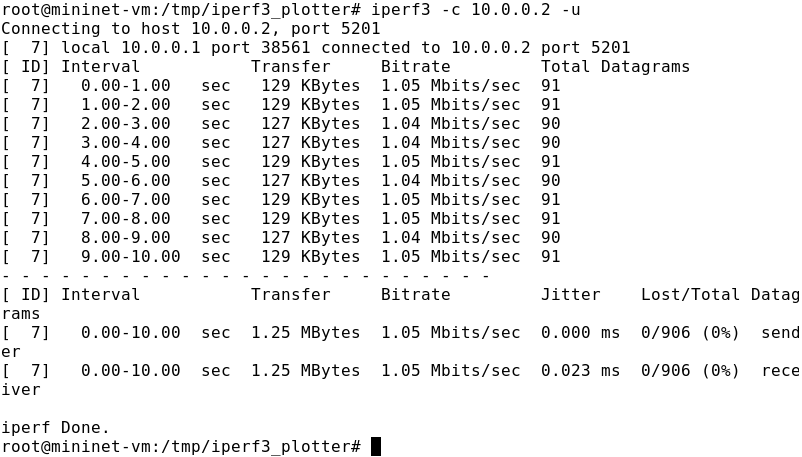 root@mininet-vm:/tmp/iperf3_plotter# iperf3 -c 10.0.0.2 -u
Connecting to host 10.0.0.2, port 5201
[  7] local 10.0.0.1 port 38561 connected to 10.0.0.2 port 5201
[ ID] Interval           Transfer     Bitrate         Total Datagrams
[  7]   0.00-1.00   sec   129 KBytes  1.05 Mbits/sec  91
[  7]   1.00-2.00   sec   129 KBytes  1.05 Mbits/sec  91
[  7]   2.00-3.00   sec   127 KBytes  1.04 Mbits/sec  90
[  7]   3.00-4.00   sec   127 KBytes  1.04 Mbits/sec  90
[  7]   4.00-5.00   sec   129 KBytes  1.05 Mbits/sec  91
[  7]   5.00-6.00   sec   127 KBytes  1.04 Mbits/sec  90
[  7]   6.00-7.00   sec   129 KBytes  1.05 Mbits/sec  91
[  7]   7.00-8.00   sec   129 KBytes  1.05 Mbits/sec  91
[  7]   8.00-9.00   sec   127 KBytes  1.04 Mbits/sec  90
[  7]   9.00-10.00  sec   129 KBytes  1.05 Mbits/sec  91
- - - - - - - - - - - - - - - - - - - - - - - - -
[ ID] Interval           Transfer     Bitrate         Jitter    Lost/Total Datag
rams
[  7]   0.00-10.00  sec  1.25 MBytes  1.05 Mbits/sec  0.000 ms  0/906 (0%)  send
er
[  7]   0.00-10.00  sec  1.25 MBytes  1.05 Mbits/sec  0.023 ms  0/906 (0%)  rece
iver

iperf Done.
root@mininet-vm:/tmp/iperf3_plotter#